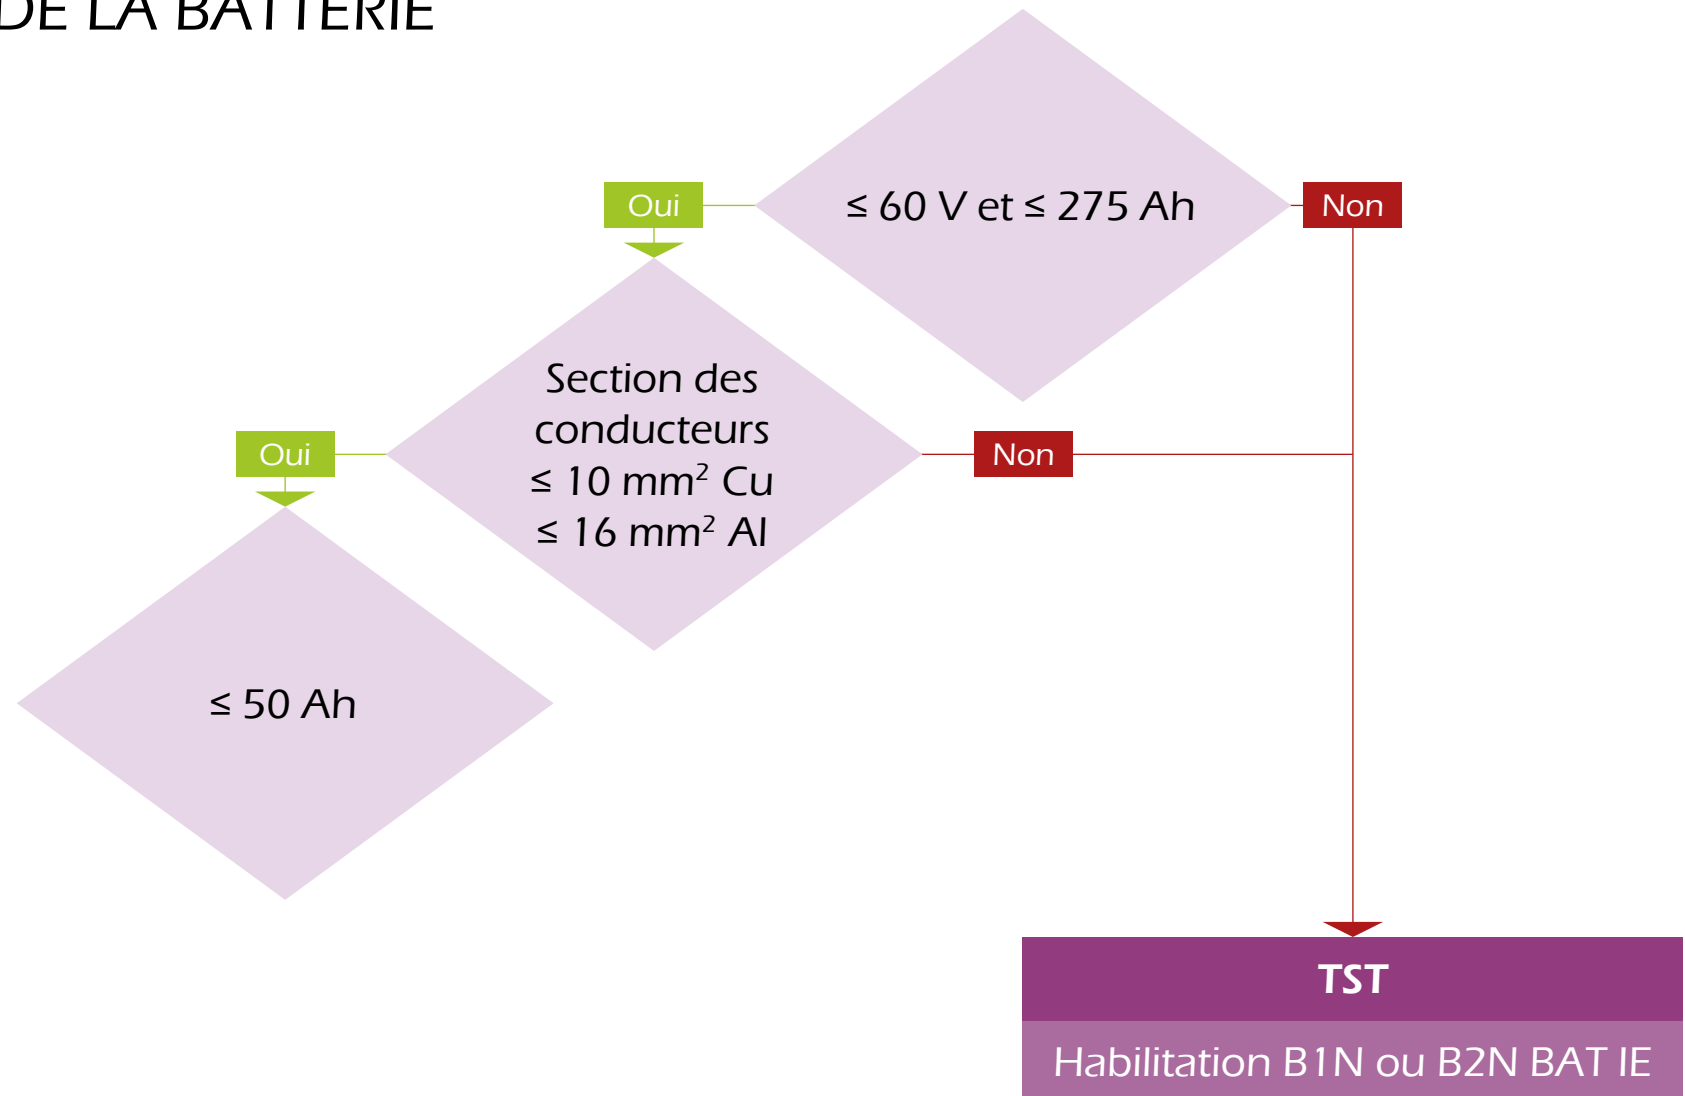 DE LA BATTERIE
≤ 60 V et ≤ 275 Ah
Oui
Non
Section des
conducteurs
≤ 10 mm² Cu
≤ 16 mm² Al
Oui
Non
≤ 50 Ah
TST
Habilitation B1N ou B2N BAT IE